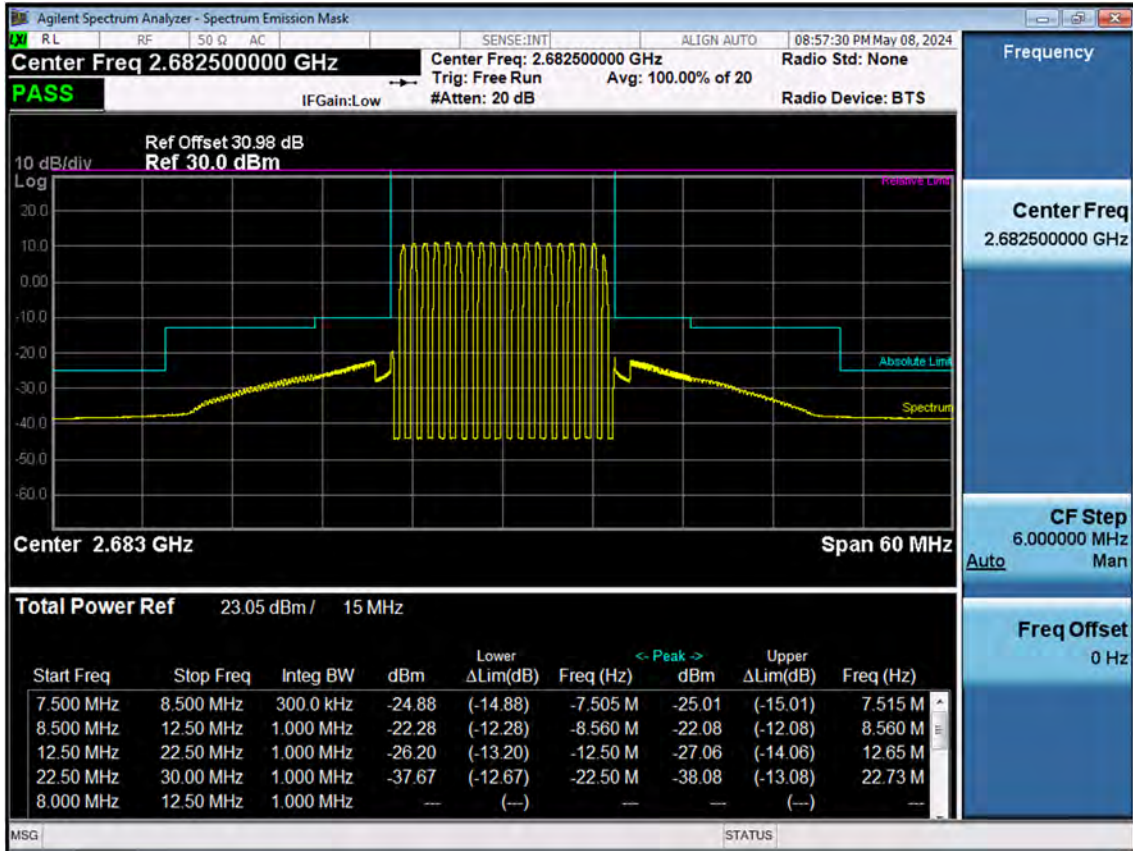 Agilent Spectrum Analyzer - Spectrum Emission Mask
LXI RL RF 50 Ω AC SENSE:INT ALIGN AUTO 08:57:30 PM May 08, 2024
Center Freq 2.682500000 GHz
Center Freq: 2.682500000 GHz Radio Std: None
Trig: Free Run Avg: 100.00% of 20
PASS IFGain:Low #Atten: 20 dB Radio Device: BTS
Ref Offset 30.98 dB
10 dB/div Ref 30.0 dBm
Log
Relative Limit
20.0
10.0
0.00
-10.0
-20.0
Absolute Limit
-30.0
Spectrum
-40.0
-50.0
-60.0
Center 2.683 GHz Span 60 MHz
Total Power Ref 23.05 dBm / 15 MHz
Lower <- Peak -> Upper
Start Freq Stop Freq Integ BW dBm ΔLim(dB) Freq (Hz) dBm ΔLim(dB) Freq (Hz)
7.500 MHz 8.500 MHz 300.0 kHz -24.88 (-14.88) -7.505 M -25.01 (-15.01) 7.515 M
8.500 MHz 12.50 MHz 1.000 MHz -22.28 (-12.28) -8.560 M -22.08 (-12.08) 8.560 M
12.50 MHz 22.50 MHz 1.000 MHz -26.20 (-13.20) -12.50 M -27.06 (-14.06) 12.65 M
22.50 MHz 30.00 MHz 1.000 MHz -37.67 (-12.67) -22.50 M -38.08 (-13.08) 22.73 M
8.000 MHz 12.50 MHz 1.000 MHz --- (---) --- --- (---) ---
MSG STATUS
Frequency
Center Freq
2.682500000 GHz
CF Step
6.000000 MHz
Auto Man
Freq Offset
0 Hz